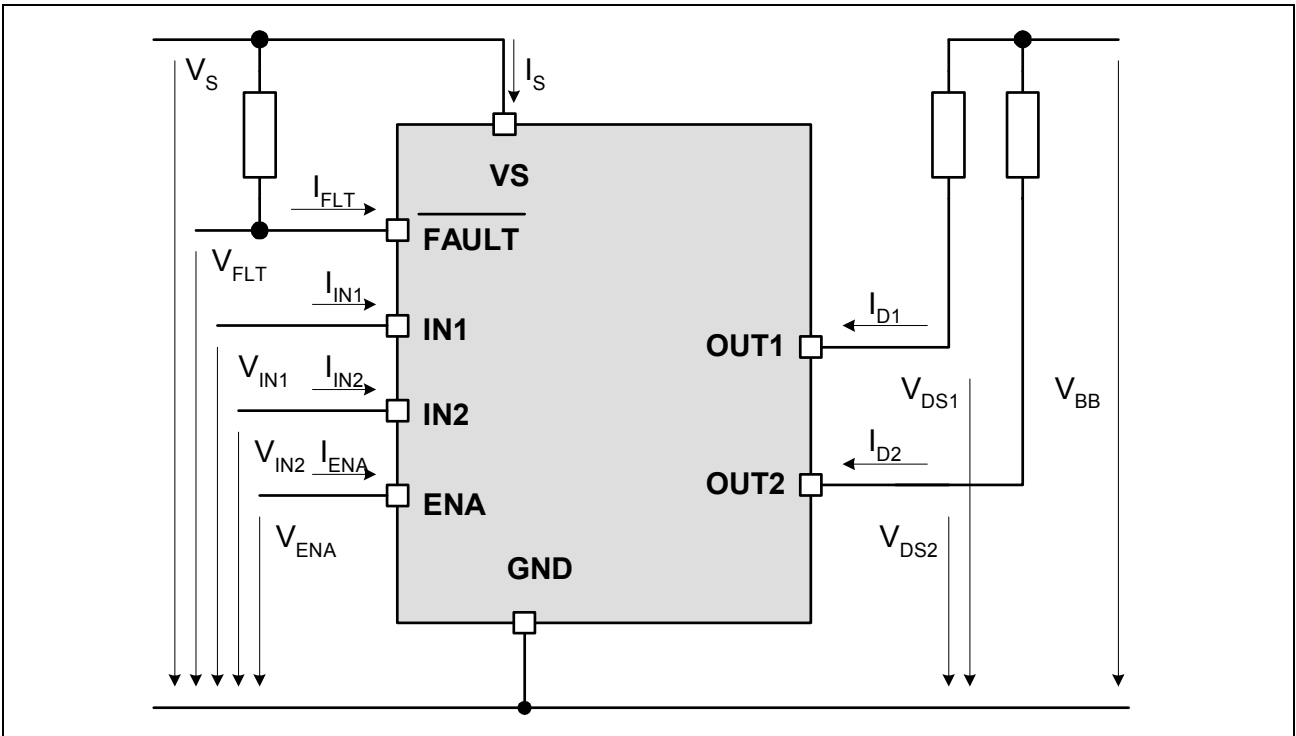 V_S
I_S
VS
I_FLT
FAULT
V_FLT
I_IN1
IN1
OUT1
I_D1
V_IN1
I_IN2
IN2
V_DS1
V_BB
V_IN2
I_ENA
ENA
OUT2
I_D2
V_ENA
V_DS2
GND